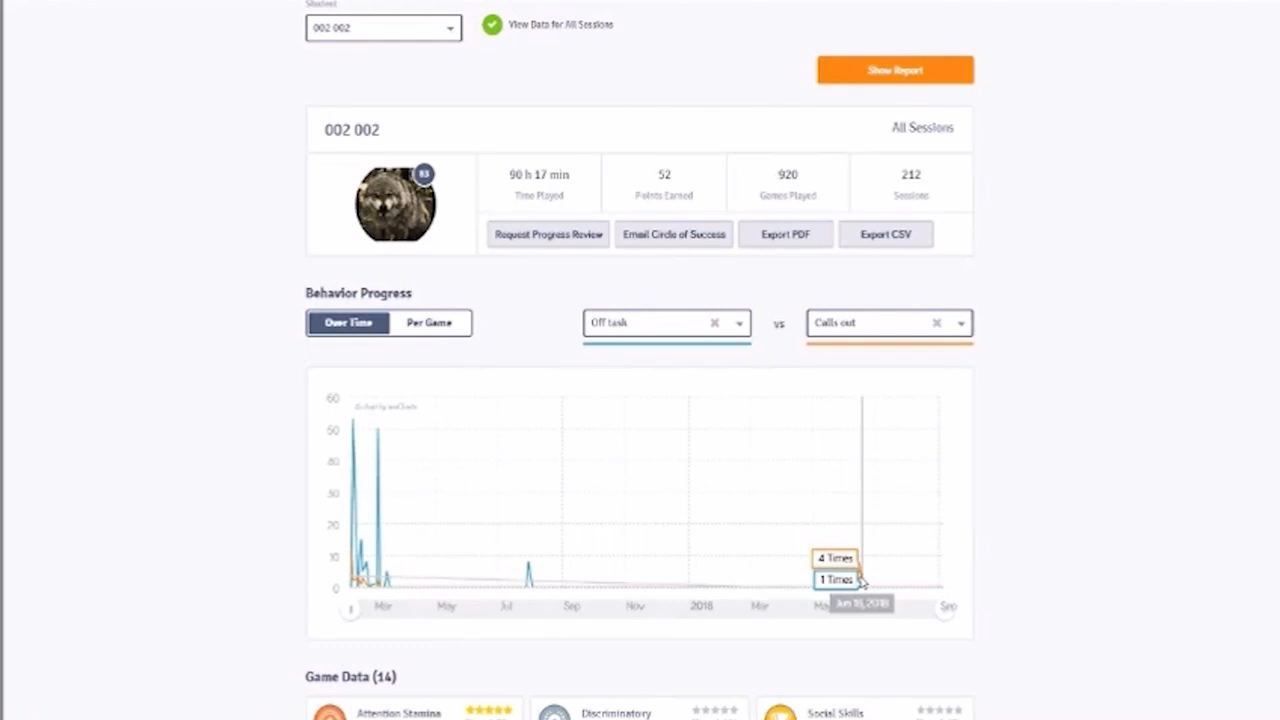 Student
002 002
View Data for All Sessions
Show Report
002 002
All Sessions
83
90 h 17 min
52
920
212
Time Played
Points Earned
Games Played
Sessions
Request Progress Review
Email Circle of Success
Export PDF
Export CSV
Behavior Progress
Over Time
Per Game
Off task
vs
Calls out
60
50
40
30
20
10
0
4 Times
1 Times
Mar
May
Jul
Sep
Nov
2018
Mar
Jun 18, 2018
Sep
Game Data (14)
Attention Stamina
Discriminatory
Social Skills